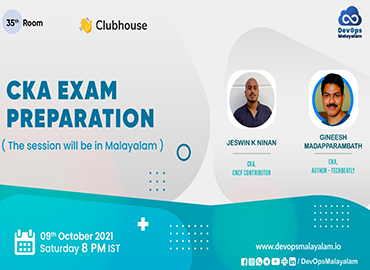 35th Room
Clubhouse
DevOps
Malayalam
CKA EXAM
PREPARATION
( The session will be in Malayalam )
JESWIN K NINAN
CKA,
CNCF CONTRIBUTOR
GINEESH
MADAPPARAMBATH
CKA,
AUTHOR - TECHBEATLY
09th October 2021
Saturday 8 PM IST
www.devopsmalayalam.io
/ DevOpsMalayalam